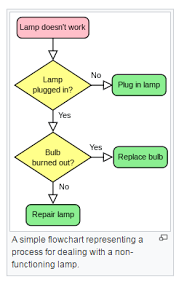 Lamp doesn't work
Lamp
plugged in?
No
Plug in lamp
Yes
Bulb
burned out?
Yes
Replace bulb
No
Repair lamp
A simple flowchart representing a
process for dealing with a non-
functioning lamp.